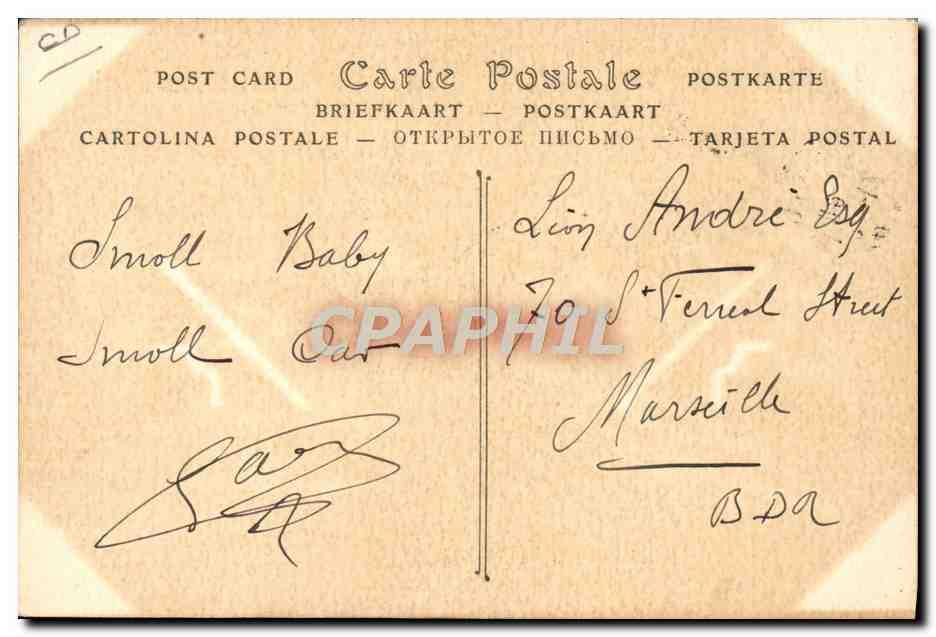 CD
POST CARD Carte Postale POSTKARTE
BRIEFKAART — POSTKAART
CARTOLINA POSTALE — ОТКРЫТОЕ ПИСЬМО — TARJETA POSTAL
Smoll Baby
Smoll
Léon André Esq
70 St Ferreol Street
Marseille
BDR
CPAPHIL